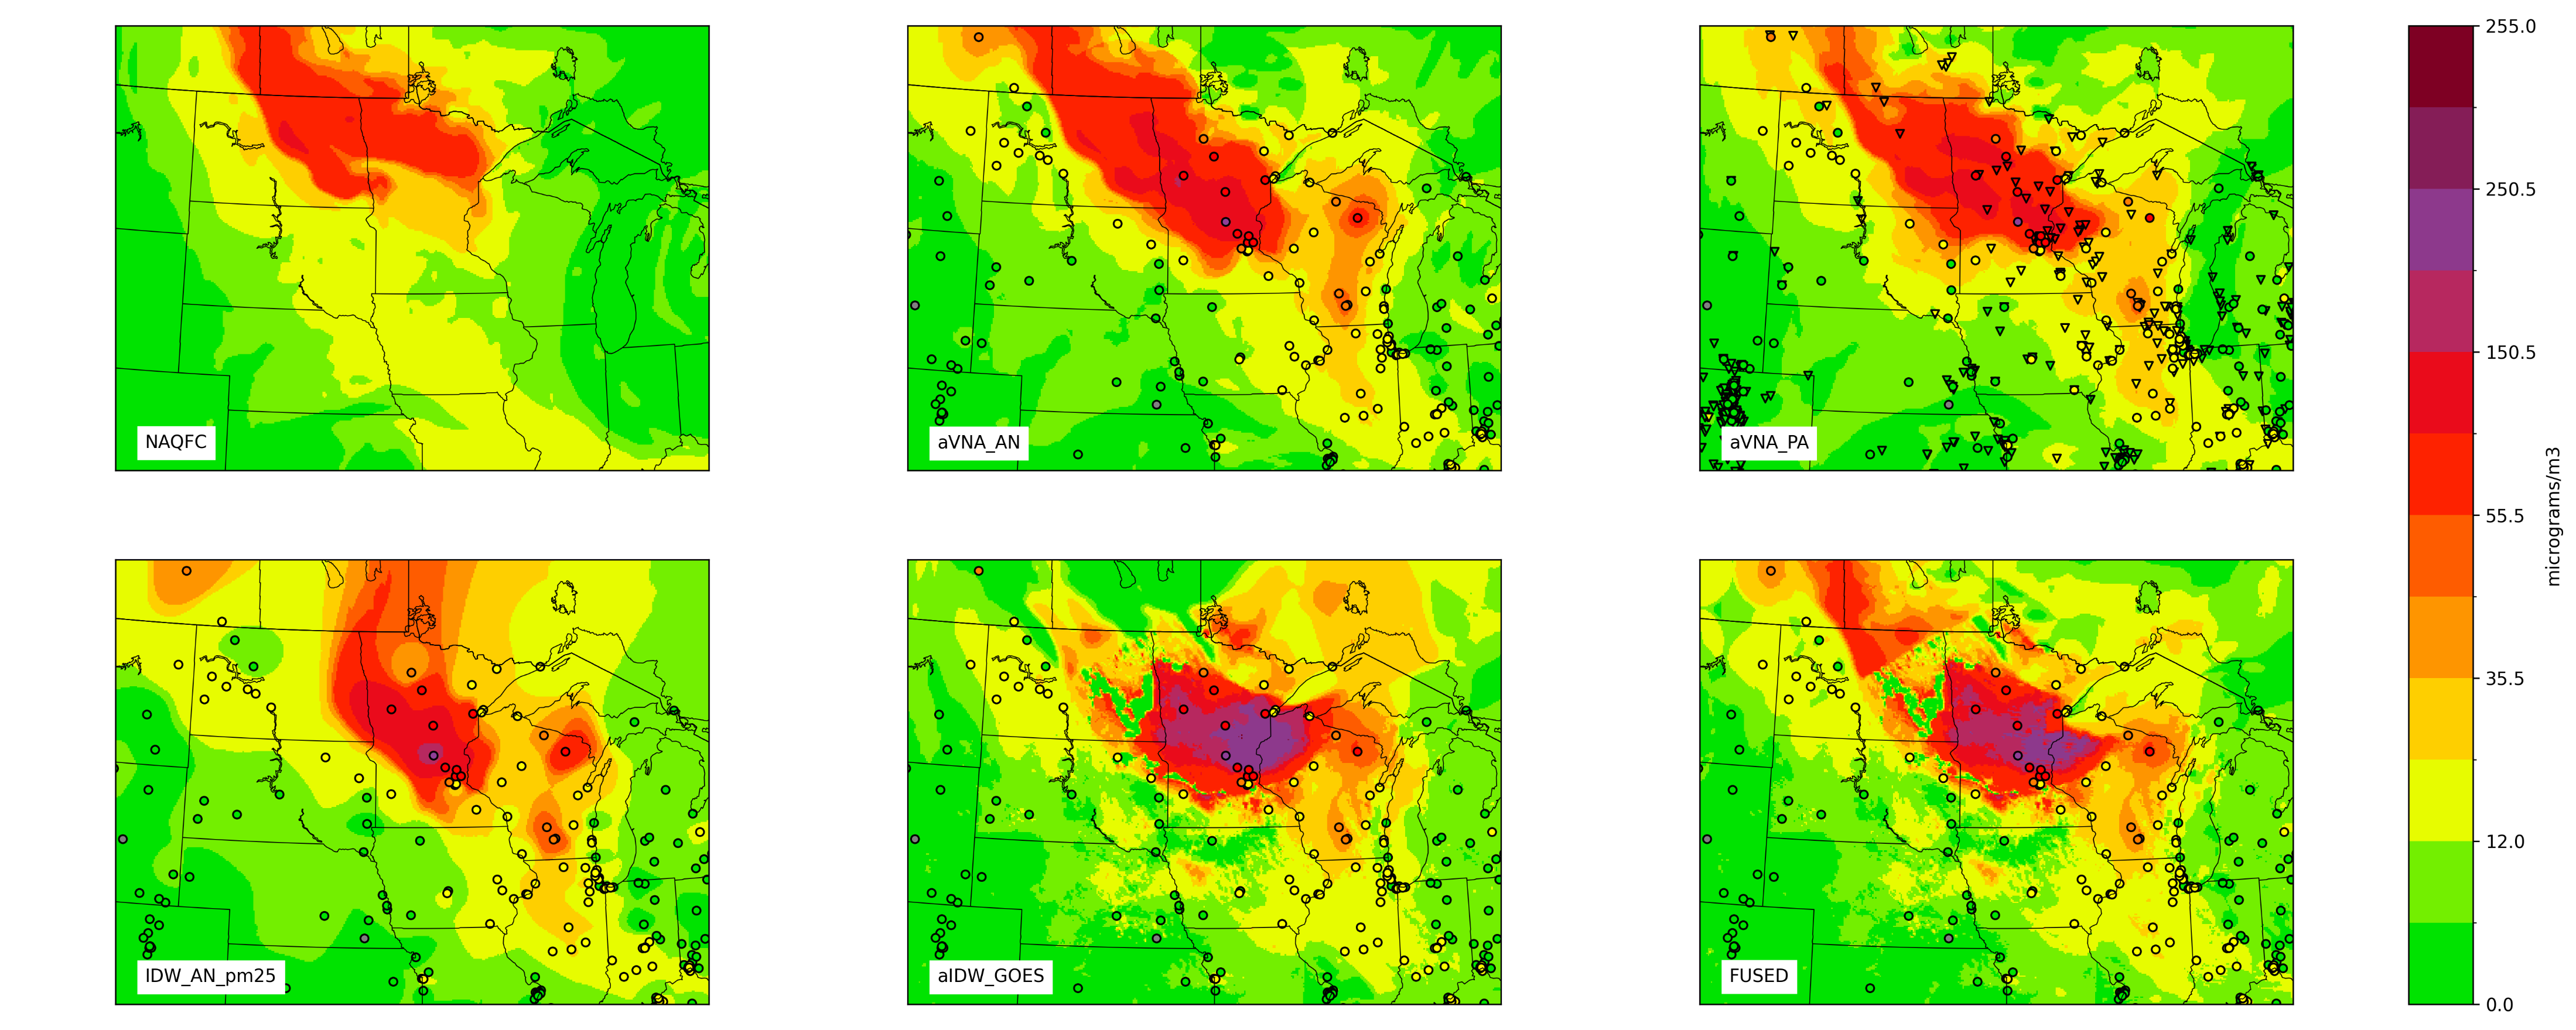 NAQFC
aVNA_AN
aVNA_PA
IDW_AN_pm25
aIDW_GOES
FUSED
255.0
250.5
150.5
55.5
35.5
12.0
0.0
micrograms/m3